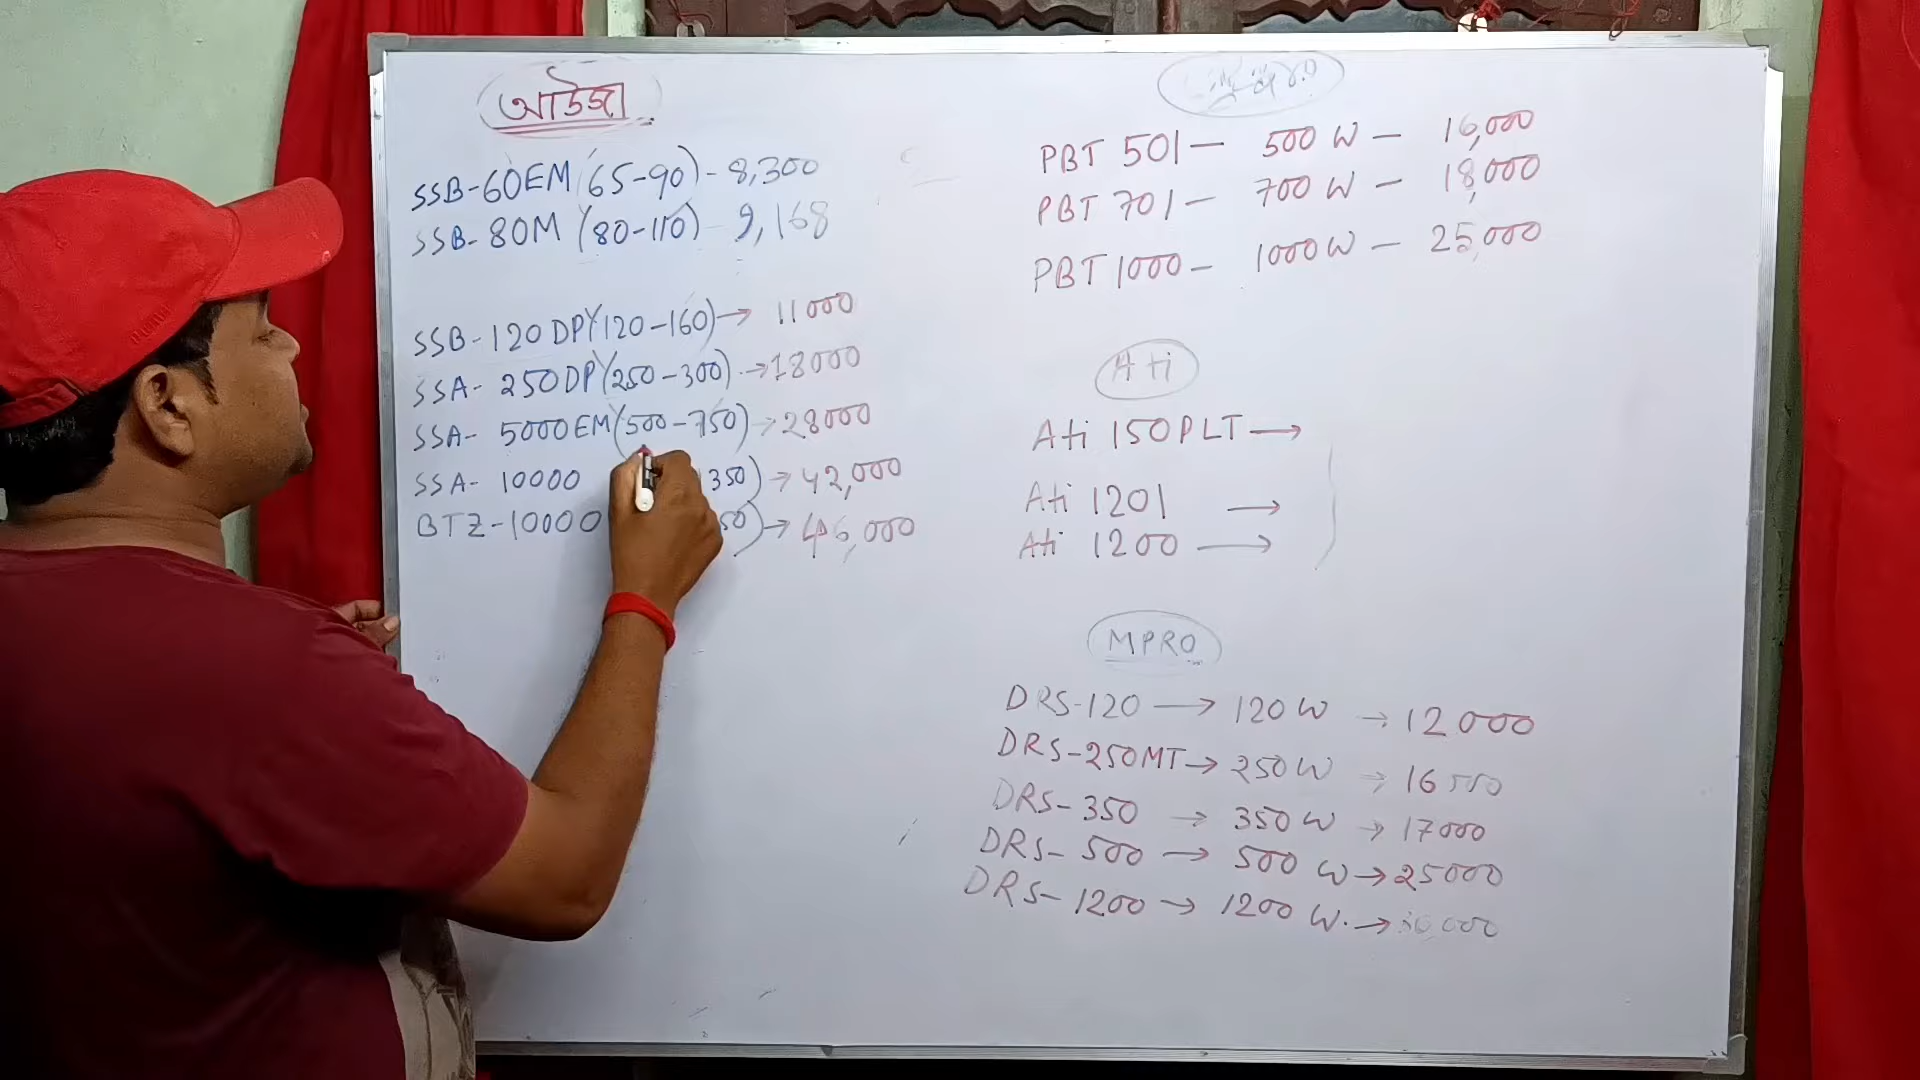 আউজা
SSB-60EM (65-90) - 8,300
SSB-80M (80-110) 9,168
SSB-120DP (120-160) → 11000
SSA-250DP (250-300) → 18000
SSA-5000EM (500-750) → 28000
SSA-10000 350) → 42,000
BTZ-10000 50) → 46,000
PBT 501 - 500 W - 16,000
PBT 701 - 700 W - 18,000
PBT 1000 - 1000 W - 25,000
Ati
Ati 150PLT →
Ati 1201 →
Ati 1200 →
MPRO
DRS-120 → 120 W → 12000
DRS-250MT → 250 W → 16500
DRS-350 → 350 W → 17000
DRS-500 → 500 W → 25000
DRS-1200 → 1200 W. → 30,000